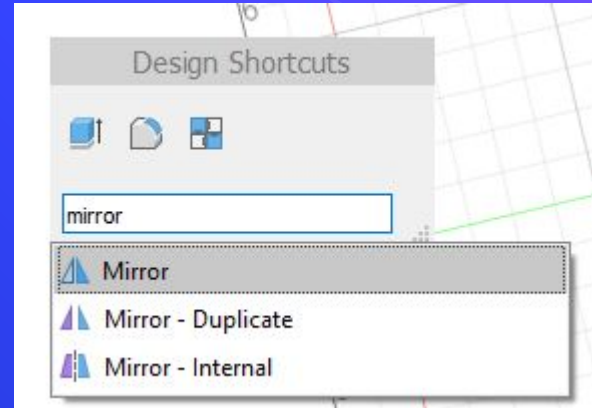 Design Shortcuts
mirror
Mirror
Mirror - Duplicate
Mirror - Internal